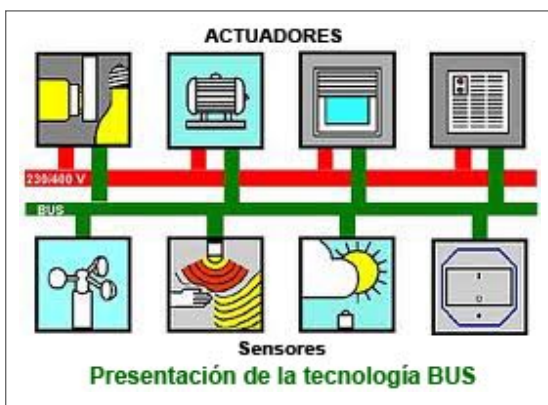 ACTUADORES
230/400 V
BUS
Sensores
Presentación de la tecnología BUS